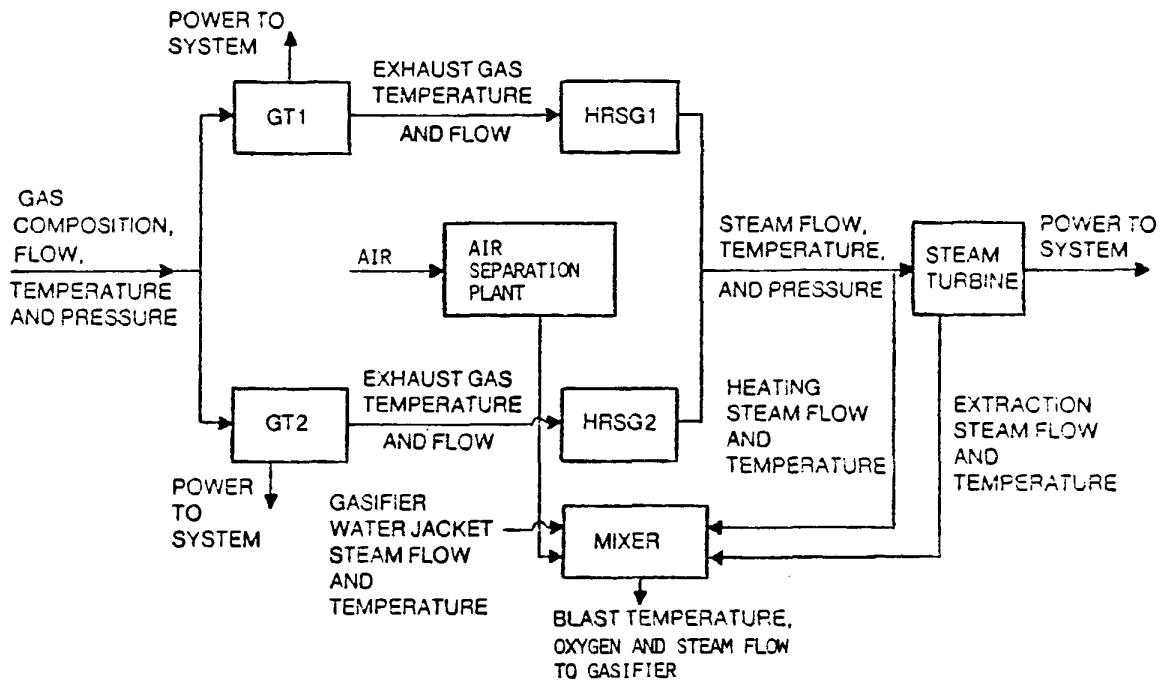 POWER TO
SYSTEM
EXHAUST GAS
TEMPERATURE
AND FLOW
GT1
HRSG1
GAS
COMPOSITION,
FLOW,
TEMPERATURE
AND PRESSURE
AIR
AIR
SEPARATION
PLANT
STEAM FLOW,
TEMPERATURE,
AND PRESSURE
STEAM
TURBINE
POWER TO
SYSTEM
EXHAUST GAS
TEMPERATURE
AND FLOW
GT2
HRSG2
HEATING
STEAM FLOW
AND
TEMPERATURE
EXTRACTION
STEAM FLOW
AND
TEMPERATURE
POWER
TO
SYSTEM
GASIFIER
WATER JACKET
STEAM FLOW
AND
TEMPERATURE
MIXER
BLAST TEMPERATURE,
OXYGEN AND STEAM FLOW
TO GASIFIER